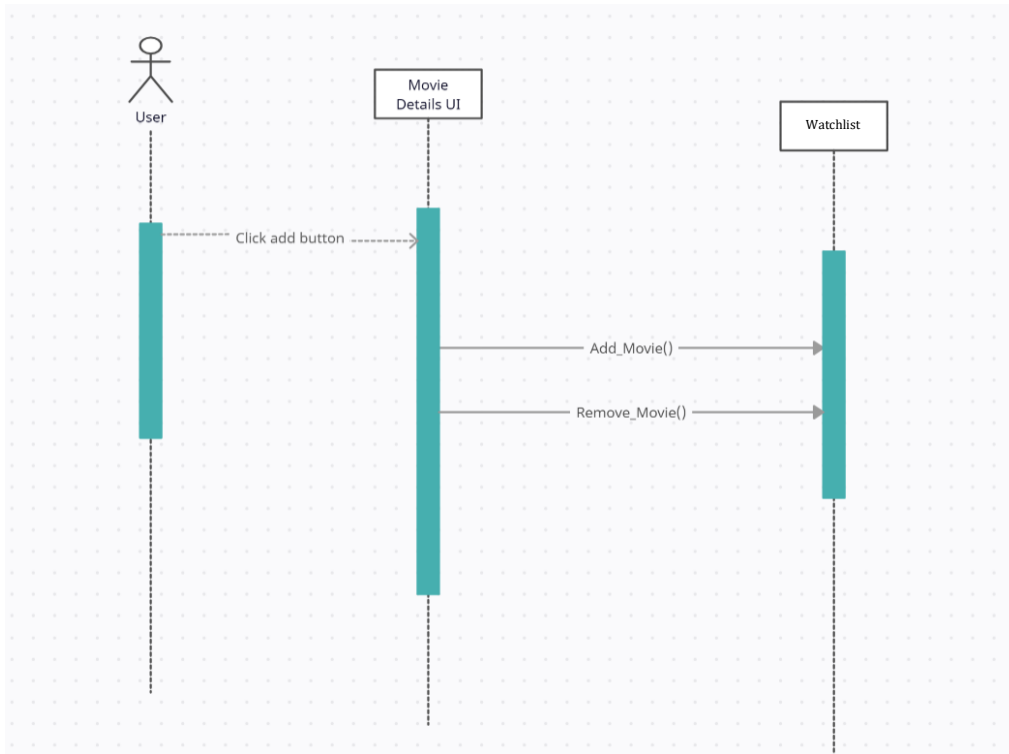 User
Movie
Details UI
Watchlist
Click add button
Add_Movie()
Remove_Movie()